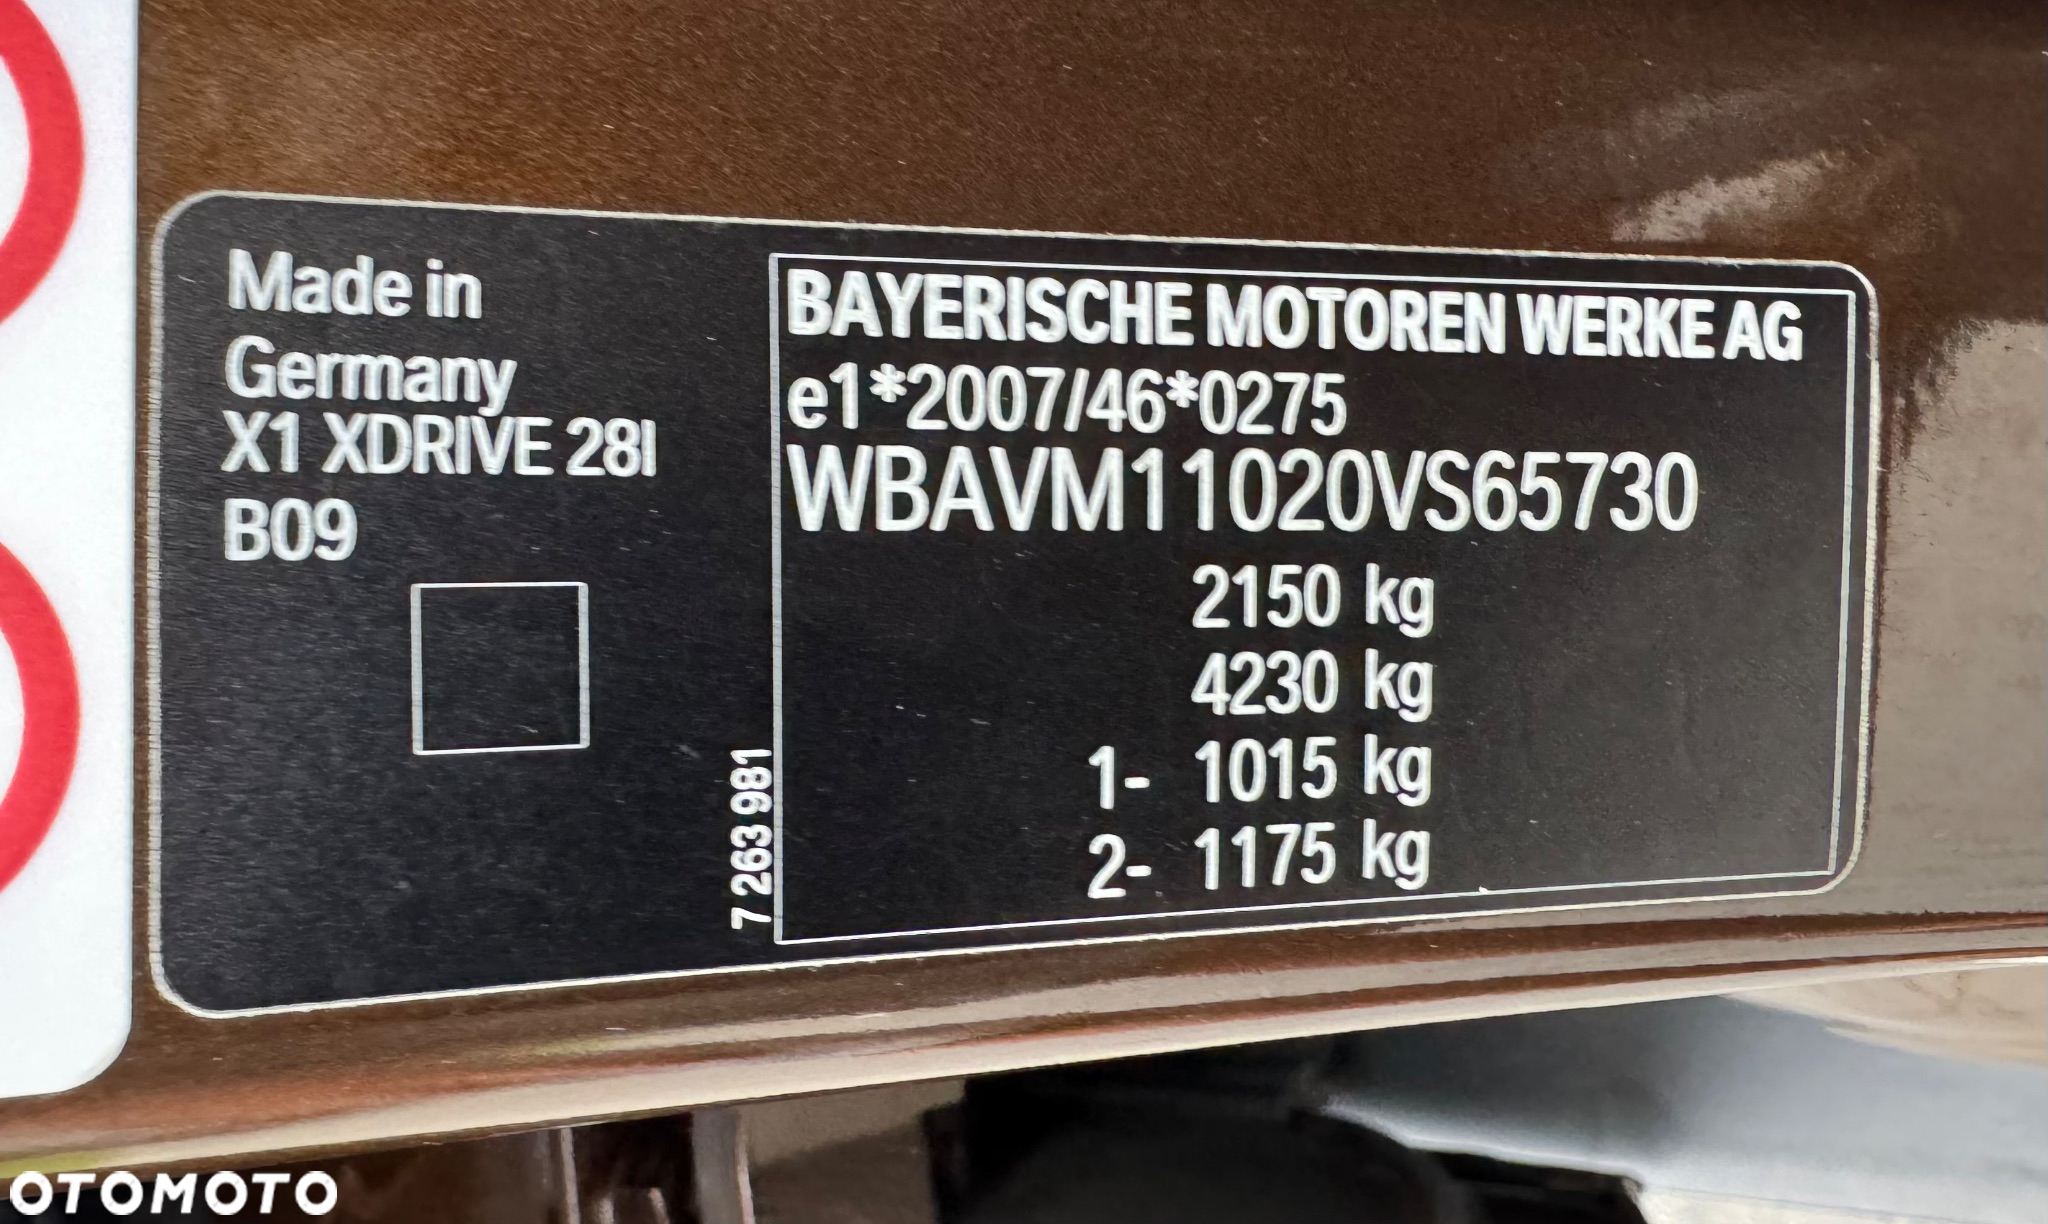 Made in
Germany
X1 XDRIVE 28I
B09
7 263 981
BAYERISCHE MOTOREN WERKE AG
e1*2007/46*0275
WBAVM11020VS65730
2150 kg
4230 kg
1- 1015 kg
2- 1175 kg
OTOMOTO